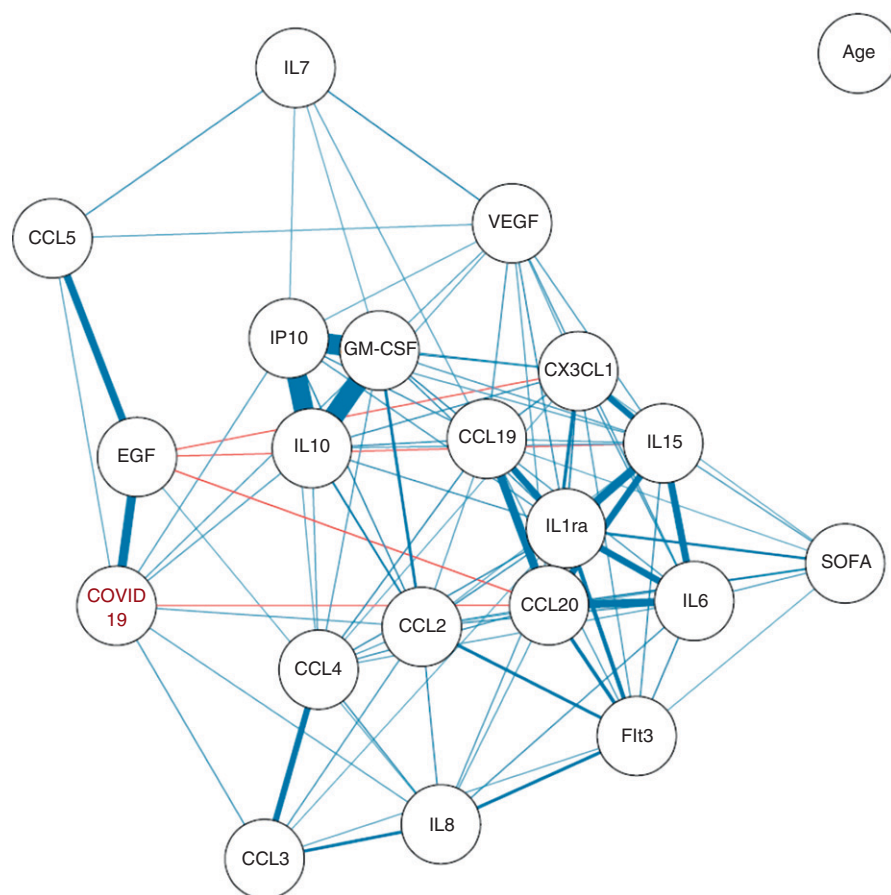 Age
IL7
VEGF
CCL5
IP10
GM-CSF
CX3CL1
CCL19
IL15
IL10
EGF
IL1ra
SOFA
COVID
19
CCL20
IL6
CCL2
CCL4
Flt3
IL8
CCL3